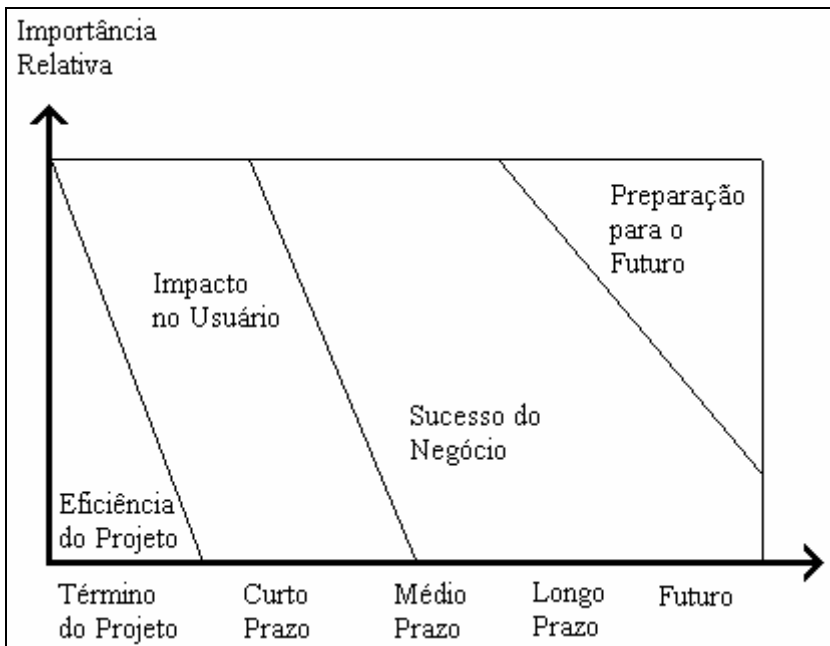 Importância
Relativa
Preparação
para o
Futuro
Impacto
no Usuário
Sucesso do
Negócio
Eficiência
do Projeto
Término
do Projeto
Curto
Prazo
Médio
Prazo
Longo
Prazo
Futuro